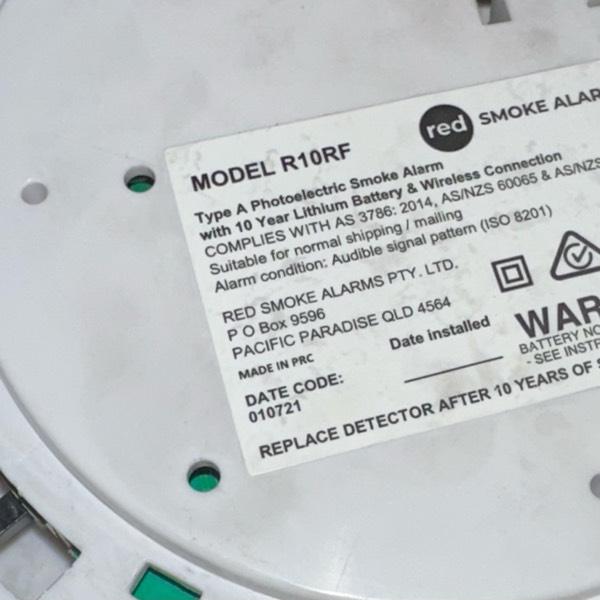 red SMOKE ALAR
MODEL R10RF
Type A Photoelectric Smoke Alarm
with 10 Year Lithium Battery & Wireless Connection
COMPLIES WITH AS 3786: 2014, AS/NZS 60065 & AS/NZS
Suitable for normal shipping / mailing
Alarm condition: Audible signal pattern (ISO 8201)
RED SMOKE ALARMS PTY. LTD.
P O Box 9596
PACIFIC PARADISE QLD 4564
MADE IN PRC
Date installed
WAR
BATTERY NO
- SEE INSTR
DATE CODE:
010721
REPLACE DETECTOR AFTER 10 YEARS OF